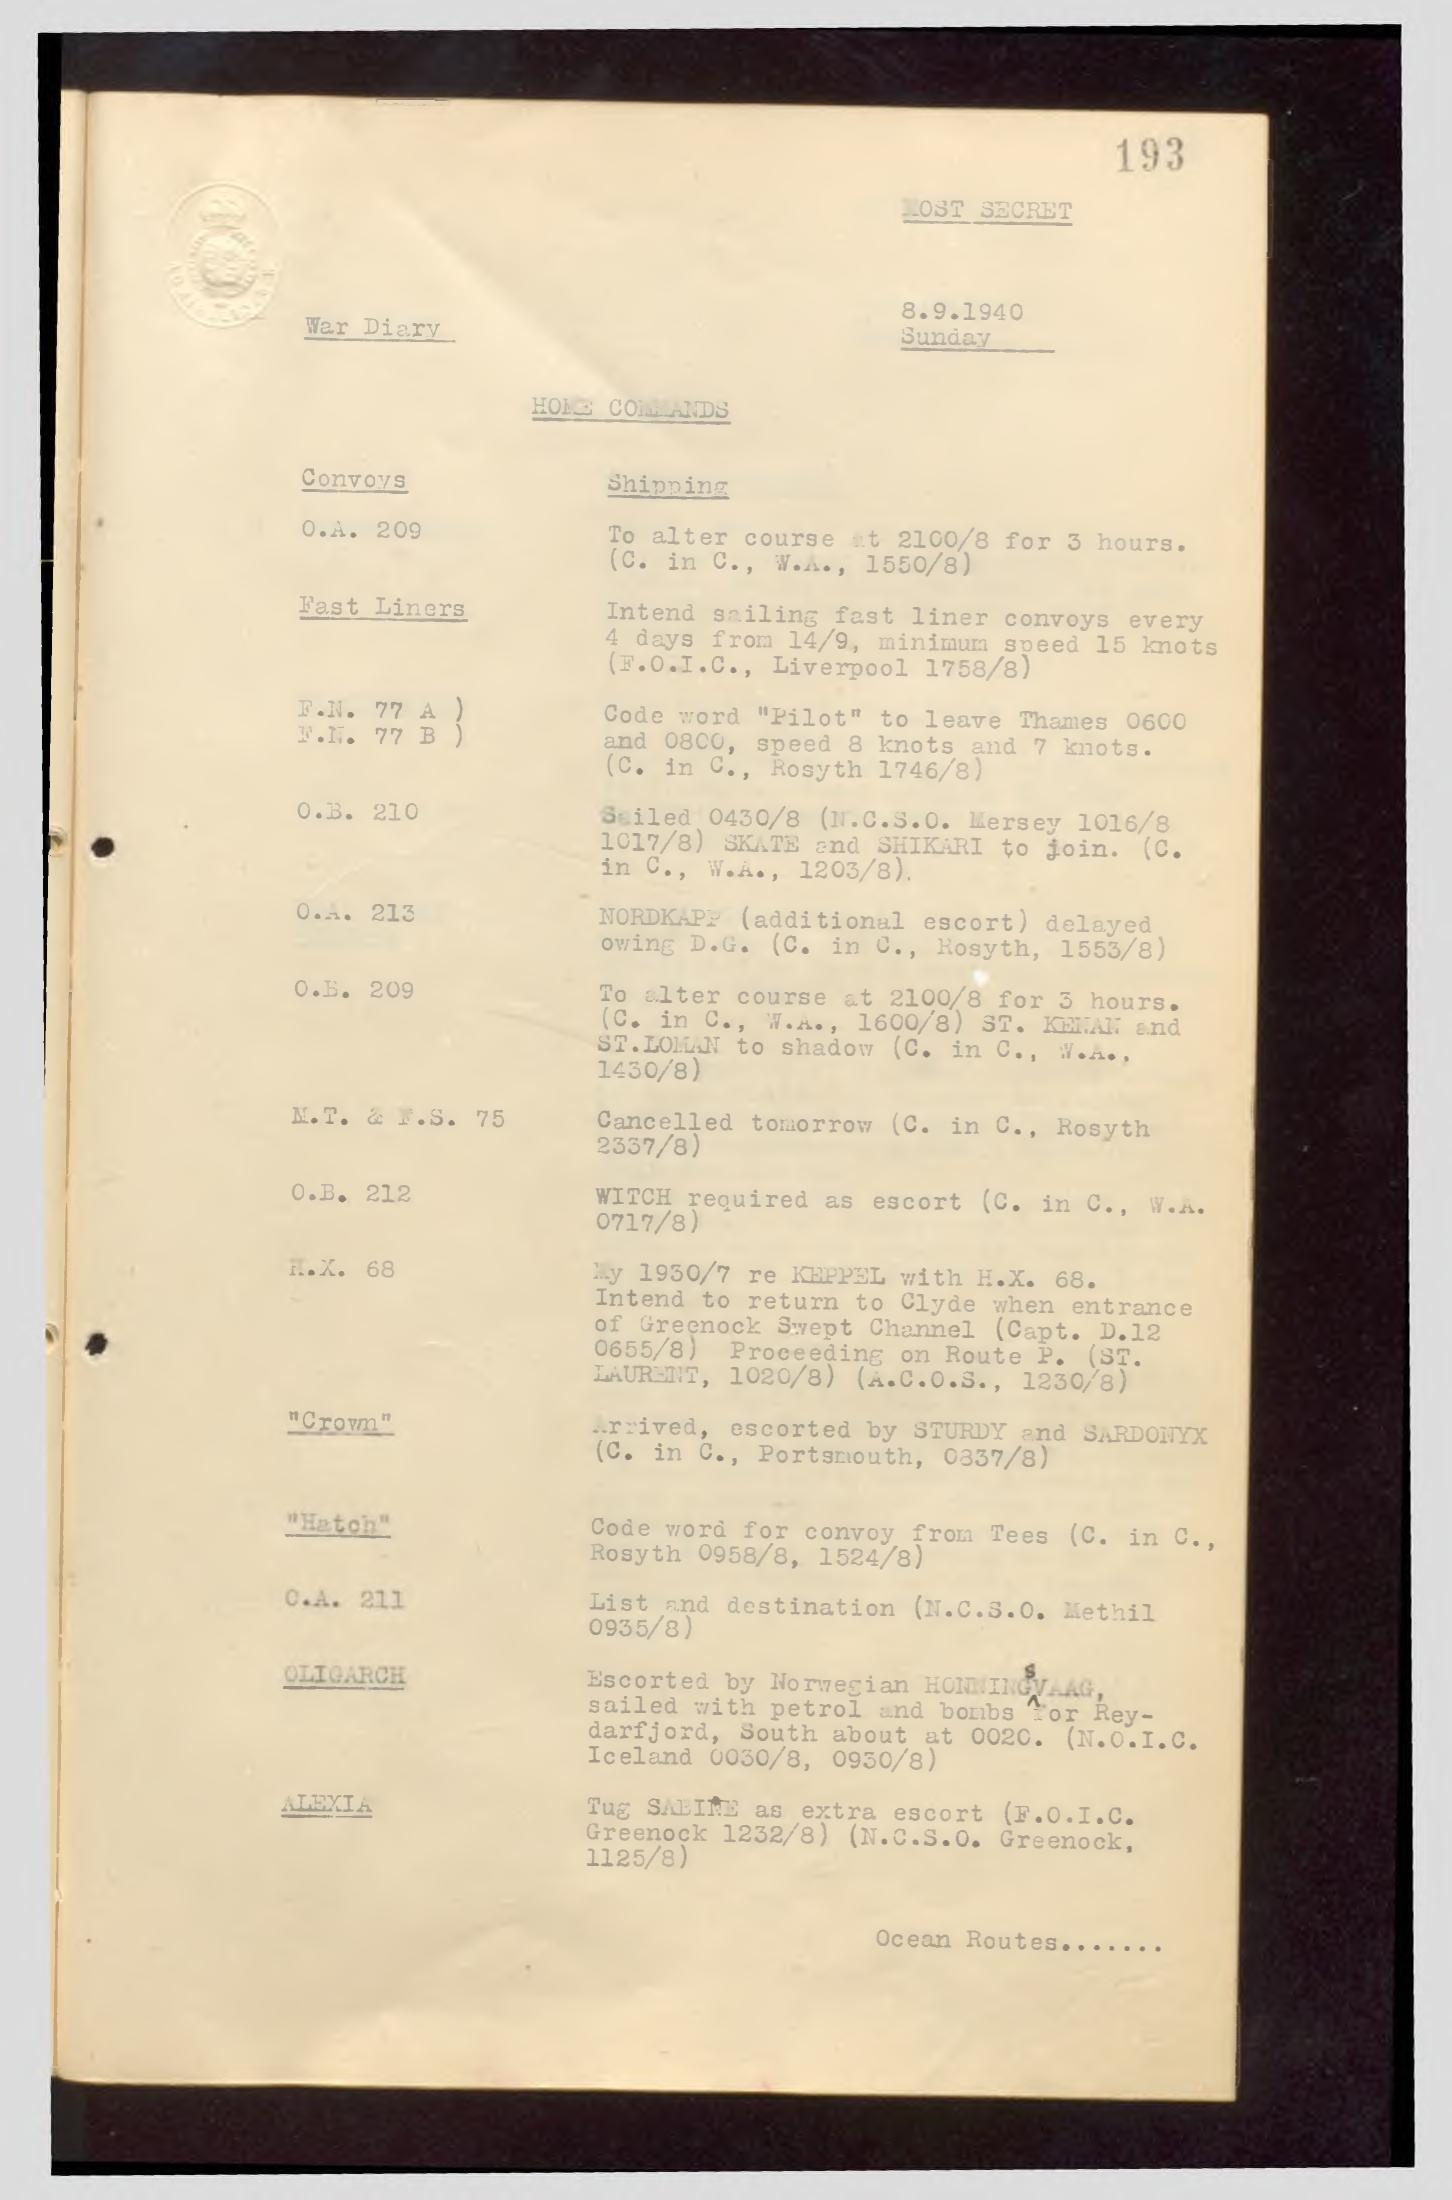 193
MOST SECRET
8.9.1940
War Diary
Sunday
HOME COMMANDS
Convoys Shipping
O.A. 209 To alter course at 2100/8 for 3 hours.
(C. in C., W.A., 1550/8)
Fast Liners Intend sailing fast liner convoys every
4 days from 14/9, minimum speed 15 knots
(F.O.I.C., Liverpool 1758/8)
F.N. 77 A ) Code word "Pilot" to leave Thames 0600
F.N. 77 B ) and 0800, speed 8 knots and 7 knots.
(C. in C., Rosyth 1746/8)
O.B. 210 Sailed 0430/8 (N.C.S.O. Mersey 1016/8
1017/8) SKATE and SHIKARI to join. (C.
in C., W.A., 1203/8).
O.A. 213 NORDKAPP (additional escort) delayed
owing D.G. (C. in C., Rosyth, 1553/8)
O.B. 209 To alter course at 2100/8 for 3 hours.
(C. in C., W.A., 1600/8) ST. KENAN and
ST.LOMAN to shadow (C. in C., W.A.,
1430/8)
M.T. & F.S. 75 Cancelled tomorrow (C. in C., Rosyth
2337/8)
O.B. 212 WITCH required as escort (C. in C., W.A.
0717/8)
H.X. 68 My 1930/7 re KEPPEL with H.X. 68.
Intend to return to Clyde when entrance
of Greenock Swept Channel (Capt. D.12
0655/8) Proceeding on Route P. (ST.
LAURENT, 1020/8) (A.C.O.S., 1230/8)
"Crown" Arrived, escorted by STURDY and SARDONYX
(C. in C., Portsmouth, 0837/8)
"Hatch" Code word for convoy from Tees (C. in C.,
Rosyth 0958/8, 1524/8)
O.A. 211 List and destination (N.C.S.O. Methil
0935/8)
OLIGARCH Escorted by Norwegian HONNINGSVAAG,
sailed with petrol and bombs for Rey-
darfjord, South about at 0020. (N.O.I.C.
Iceland 0030/8, 0930/8)
ALEXIA Tug SABINE as extra escort (F.O.I.C.
Greenock 1232/8) (N.C.S.O. Greenock,
1125/8)
Ocean Routes.......